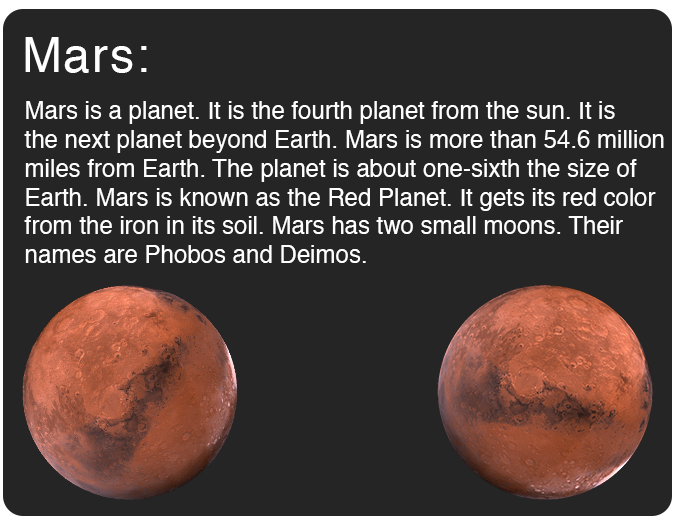 Mars:
Mars is a planet. It is the fourth planet from the sun. It is
the next planet beyond Earth. Mars is more than 54.6 million
miles from Earth. The planet is about one-sixth the size of
Earth. Mars is known as the Red Planet. It gets its red color
from the iron in its soil. Mars has two small moons. Their
names are Phobos and Deimos.